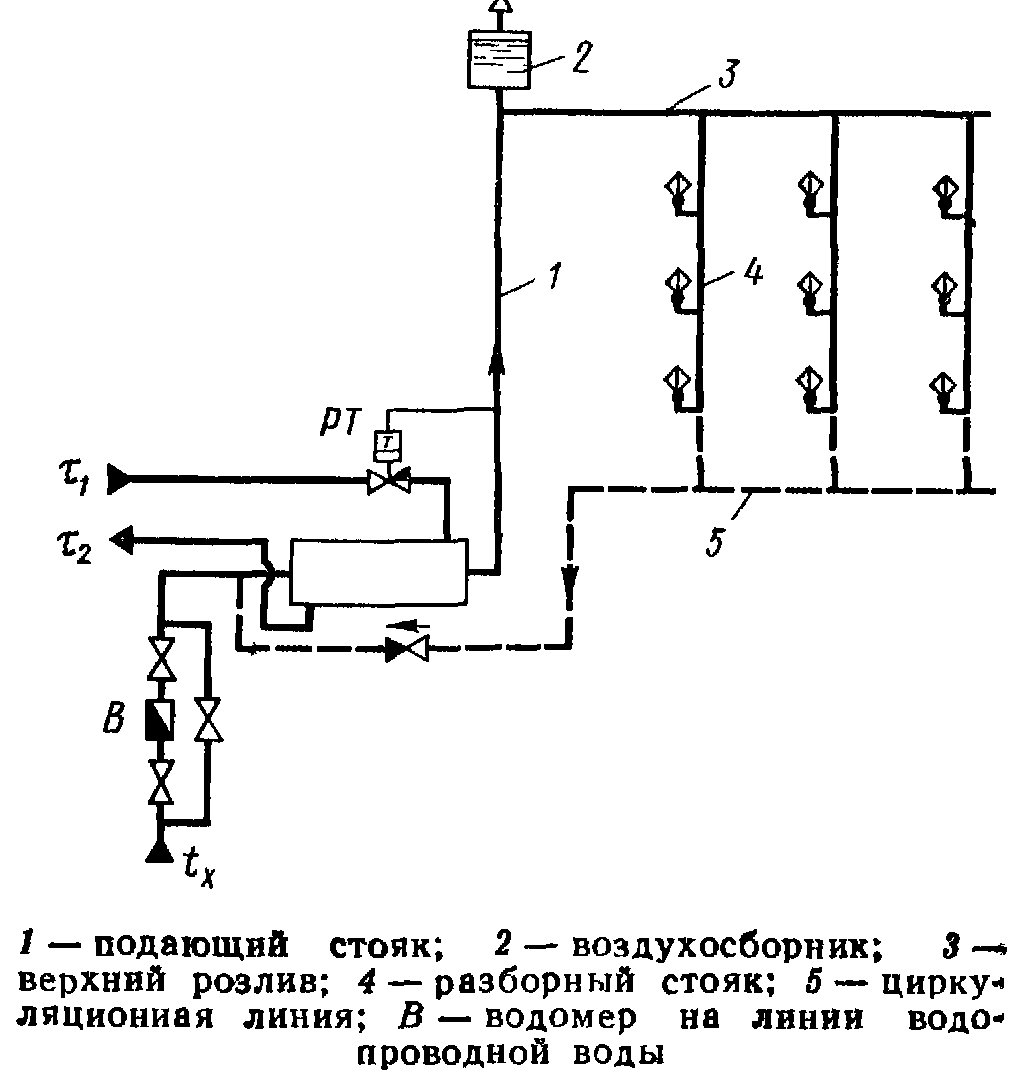 2
3
1
4
РТ
T
τ₁
τ₂
5
В
tₓ
1 — подающий стояк; 2 — воздухосборник; 3 —
верхний розлив; 4 — разборный стояк; 5 — цирку-
ляционная линия; В — водомер на линии водо-
проводной воды